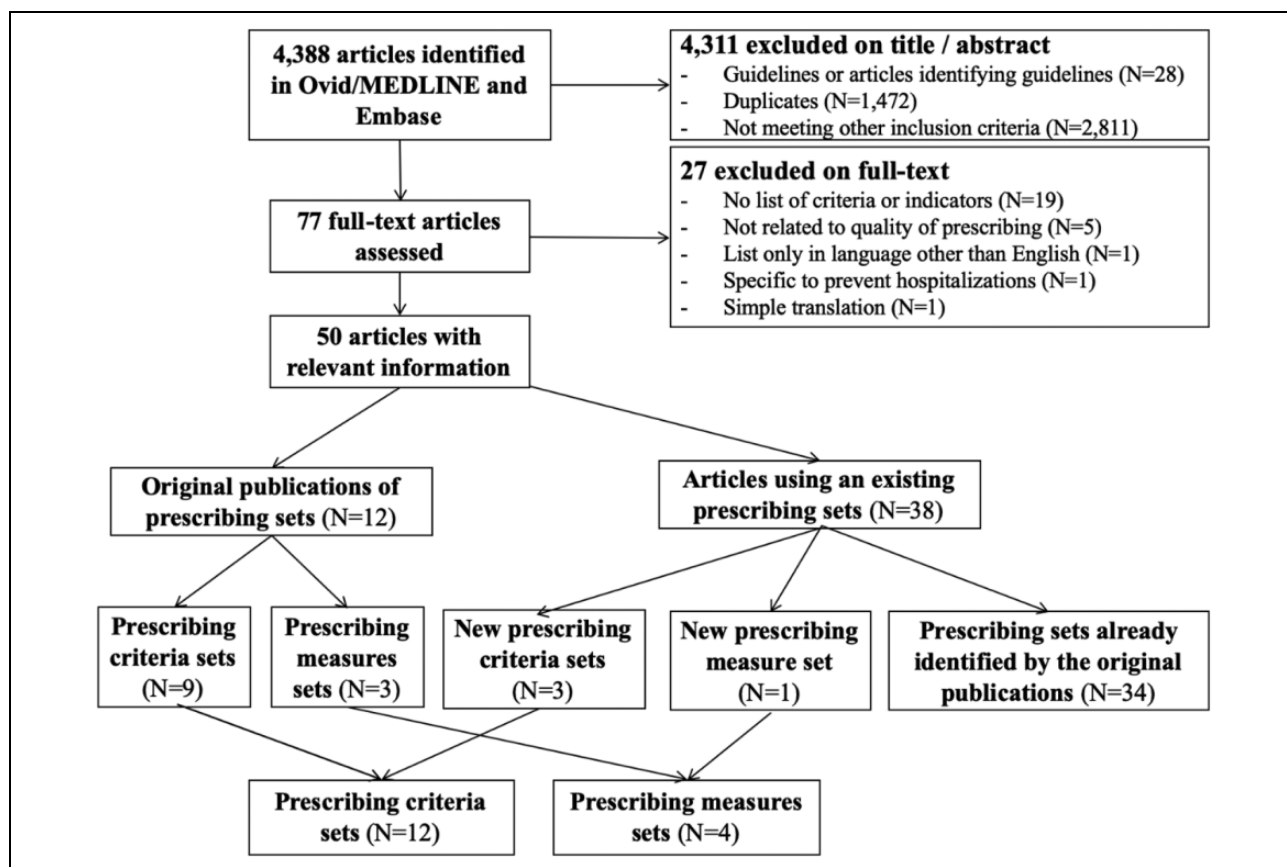 4,388 articles identified
in Ovid/MEDLINE and
Embase
4,311 excluded on title / abstract
- Guidelines or articles identifying guidelines (N=28)
- Duplicates (N=1,472)
- Not meeting other inclusion criteria (N=2,811)
27 excluded on full-text
- No list of criteria or indicators (N=19)
- Not related to quality of prescribing (N=5)
- List only in language other than English (N=1)
- Specific to prevent hospitalizations (N=1)
- Simple translation (N=1)
77 full-text articles
assessed
50 articles with
relevant information
Original publications of
prescribing sets (N=12)
Articles using an existing
prescribing sets (N=38)
Prescribing
criteria sets
(N=9)
Prescribing
measures
sets (N=3)
New prescribing
criteria sets
(N=3)
New prescribing
measure set
(N=1)
Prescribing sets already
identified by the original
publications (N=34)
Prescribing criteria
sets (N=12)
Prescribing measures
sets (N=4)